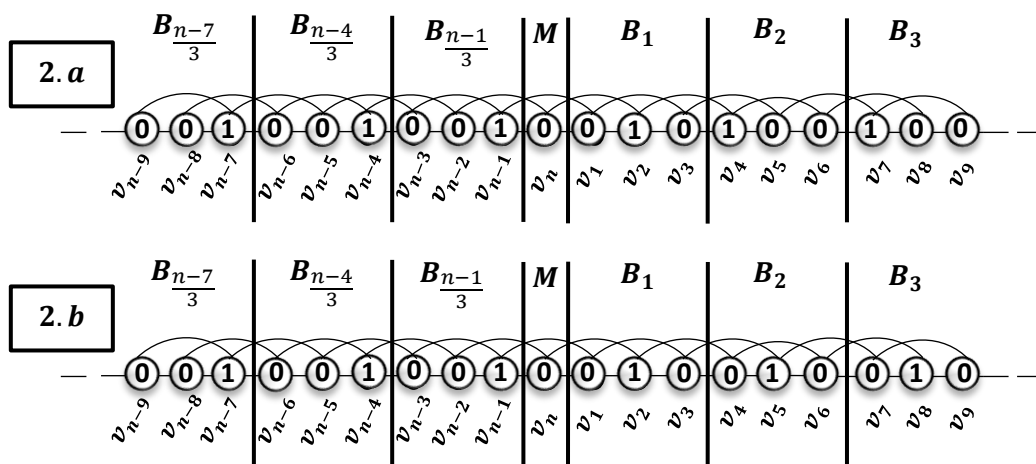 B_{\frac{n-7}{3}} B_{\frac{n-4}{3}} B_{\frac{n-1}{3}} M B_1 B_2 B_3
2.a
0 0 1 0 0 1 0 0 1 0 0 1 0 1 0 0 1 0 0
v_{n-9} v_{n-8} v_{n-7} v_{n-6} v_{n-5} v_{n-4} v_{n-3} v_{n-2} v_{n-1} v_n v_1 v_2 v_3 v_4 v_5 v_6 v_7 v_8 v_9
B_{\frac{n-7}{3}} B_{\frac{n-4}{3}} B_{\frac{n-1}{3}} M B_1 B_2 B_3
2.b
0 0 1 0 0 1 0 0 1 0 0 1 0 0 1 0 0 1 0
v_{n-9} v_{n-8} v_{n-7} v_{n-6} v_{n-5} v_{n-4} v_{n-3} v_{n-2} v_{n-1} v_n v_1 v_2 v_3 v_4 v_5 v_6 v_7 v_8 v_9